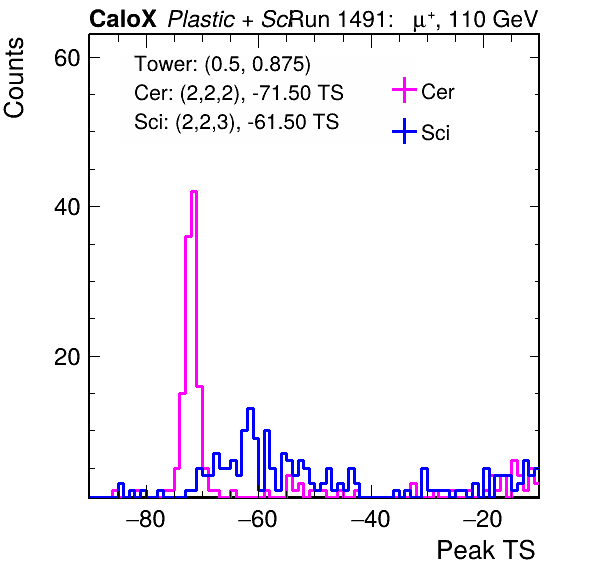 CaloX Plastic + SciRun 1491: μ⁺, 110 GeV
Counts
60
40
20
Tower: (0.5, 0.875)
Cer: (2,2,2), -71.50 TS
Sci: (2,2,3), -61.50 TS
Cer
Sci
−80 −60 −40 −20
Peak TS